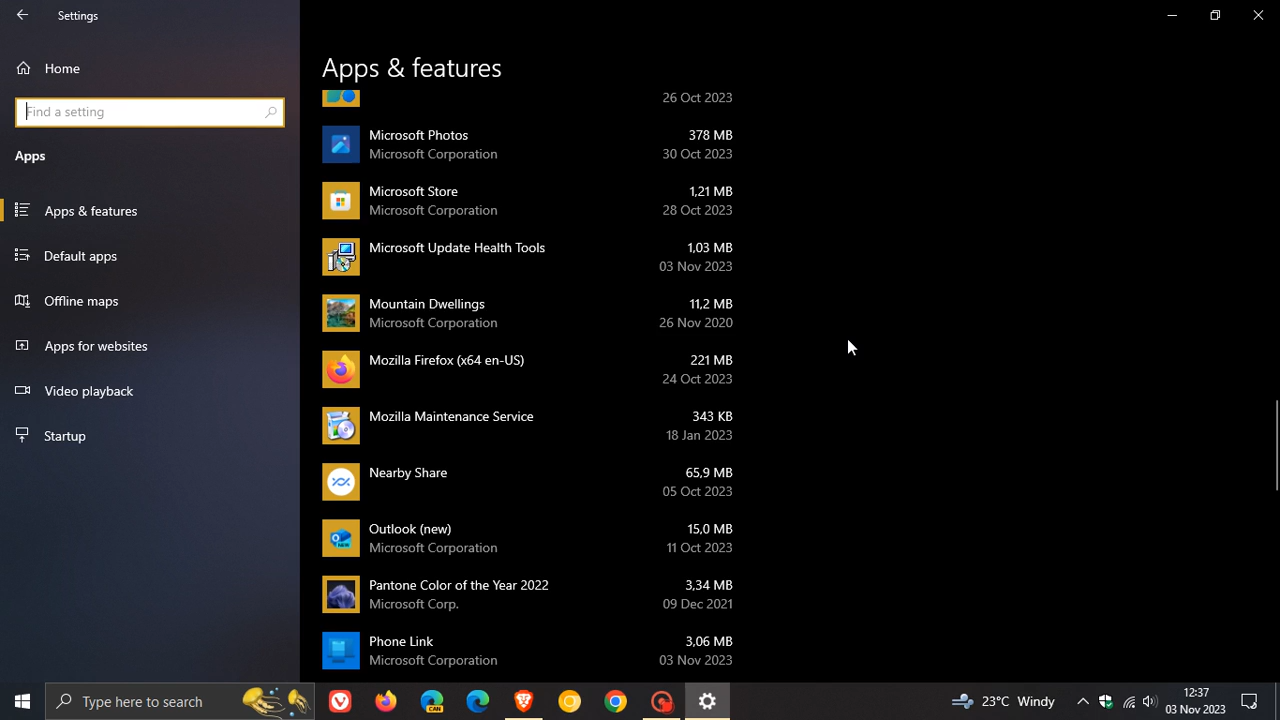 Settings
Home
Find a setting
Apps
Apps & features
Default apps
Offline maps
Apps for websites
Video playback
Startup
Apps & features
26 Oct 2023
Microsoft Photos 378 MB
Microsoft Corporation 30 Oct 2023
Microsoft Store 1,21 MB
Microsoft Corporation 28 Oct 2023
Microsoft Update Health Tools 1,03 MB
03 Nov 2023
Mountain Dwellings 11,2 MB
Microsoft Corporation 26 Nov 2020
Mozilla Firefox (x64 en-US) 221 MB
24 Oct 2023
Mozilla Maintenance Service 343 KB
18 Jan 2023
Nearby Share 65,9 MB
05 Oct 2023
Outlook (new) 15,0 MB
Microsoft Corporation 11 Oct 2023
Pantone Color of the Year 2022 3,34 MB
Microsoft Corp. 09 Dec 2021
Phone Link 3,06 MB
Microsoft Corporation 03 Nov 2023
Type here to search CAN 23°C Windy 12:37
03 Nov 2023